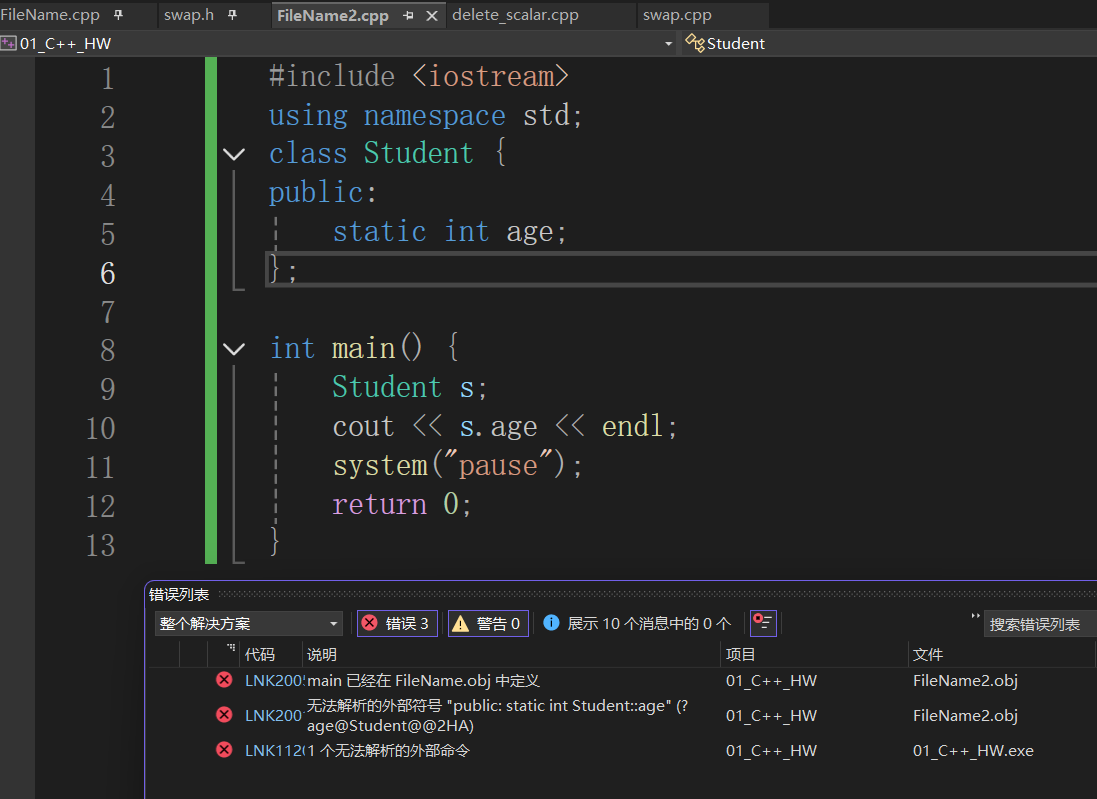 FileName.cpp swap.h FileName2.cpp delete_scalar.cpp swap.cpp
01_C++_HW Student
1 #include <iostream>
2 using namespace std;
3 class Student {
4 public:
5 static int age;
6 };
7
8 int main() {
9 Student s;
10 cout << s.age << endl;
11 system("pause");
12 return 0;
13 }
错误列表
整个解决方案 错误 3 警告 0 展示 10 个消息中的 0 个 搜索错误列表
代码 说明 项目 文件
LNK200 main 已经在 FileName.obj 中定义 01_C++_HW FileName2.obj
LNK200 无法解析的外部符号 "public: static int Student::age" (?
age@Student@@2HA) 01_C++_HW FileName2.obj
LNK112 1 个无法解析的外部命令 01_C++_HW 01_C++_HW.exe